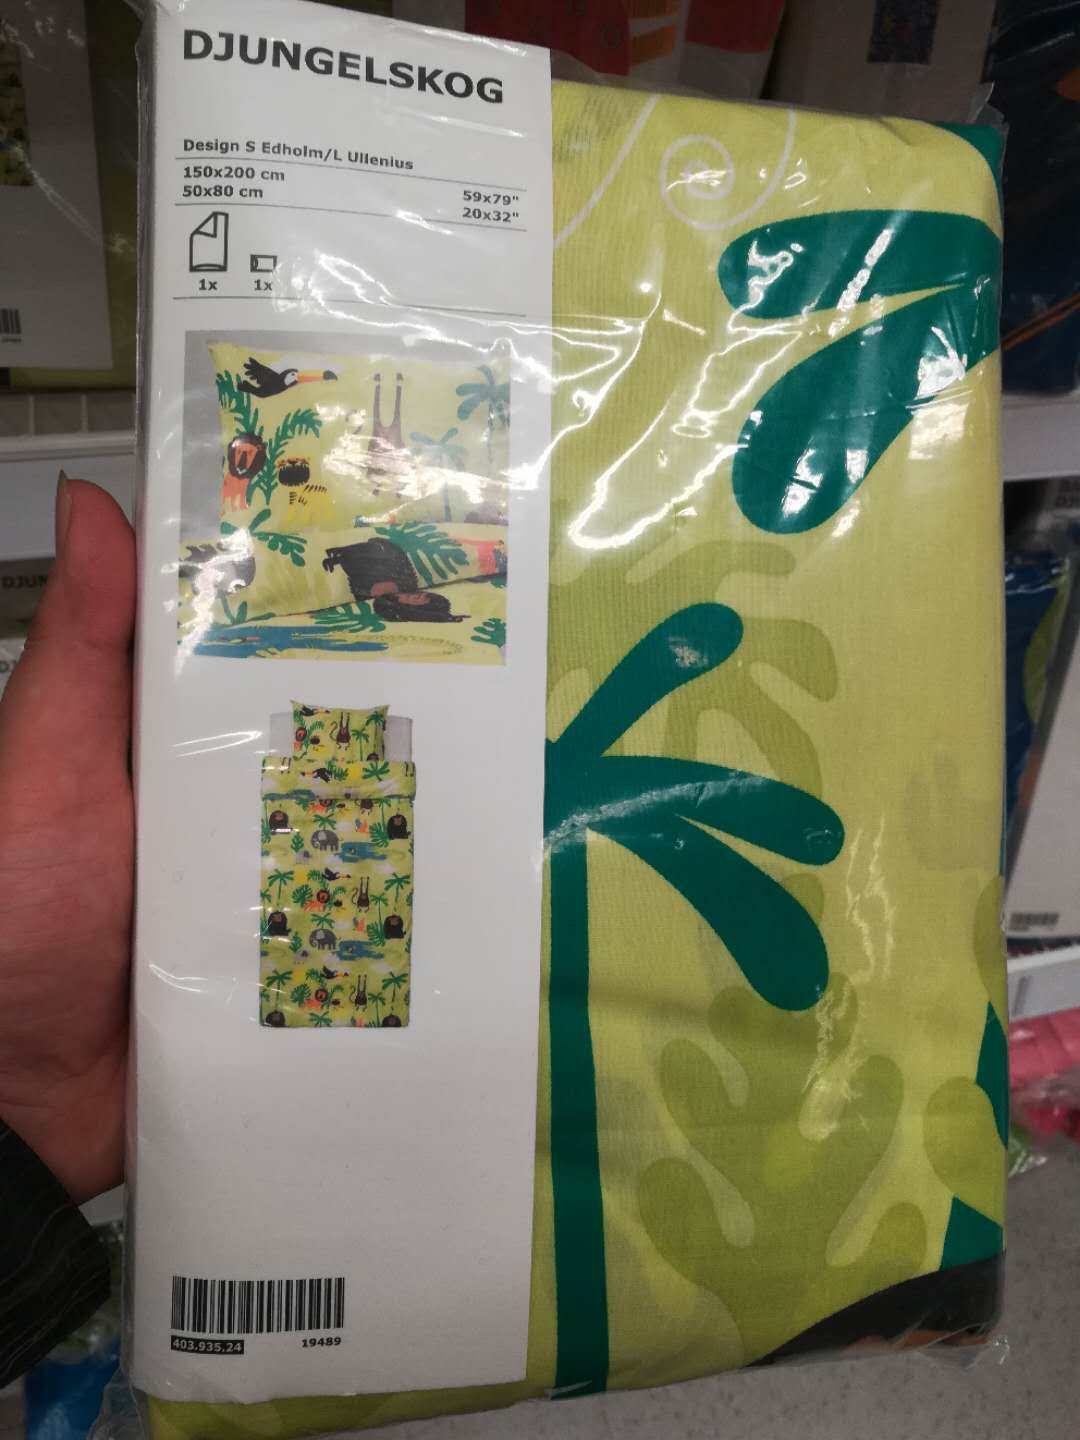 DJUNGELSKOG
Design S Edholm/L Ullenius
150x200 cm 59x79"
50x80 cm 20x32"
1x 1x
403.935.24 19489